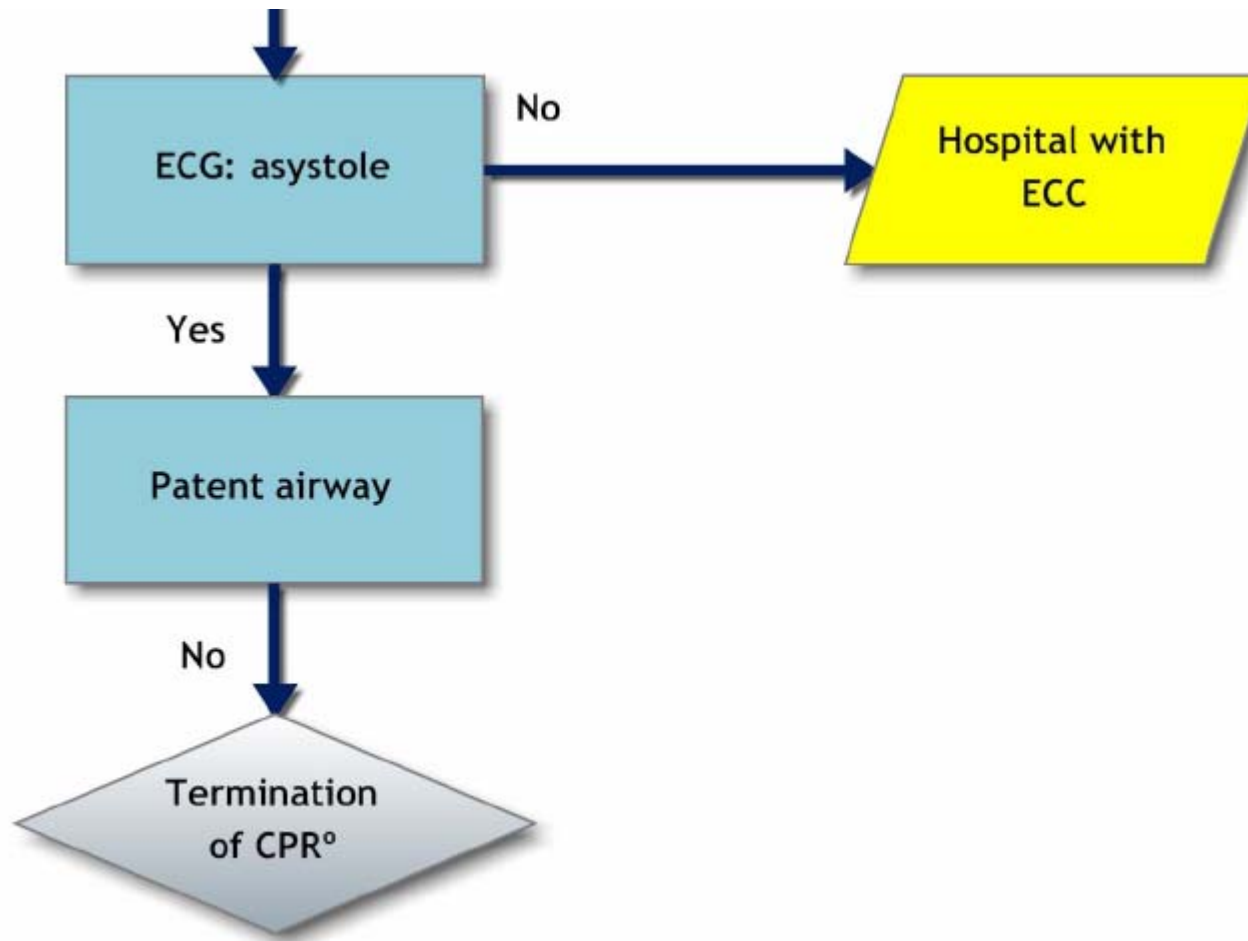 ECG: asystole
No
Hospital with
ECC
Yes
Patent airway
No
Termination
of CPRº